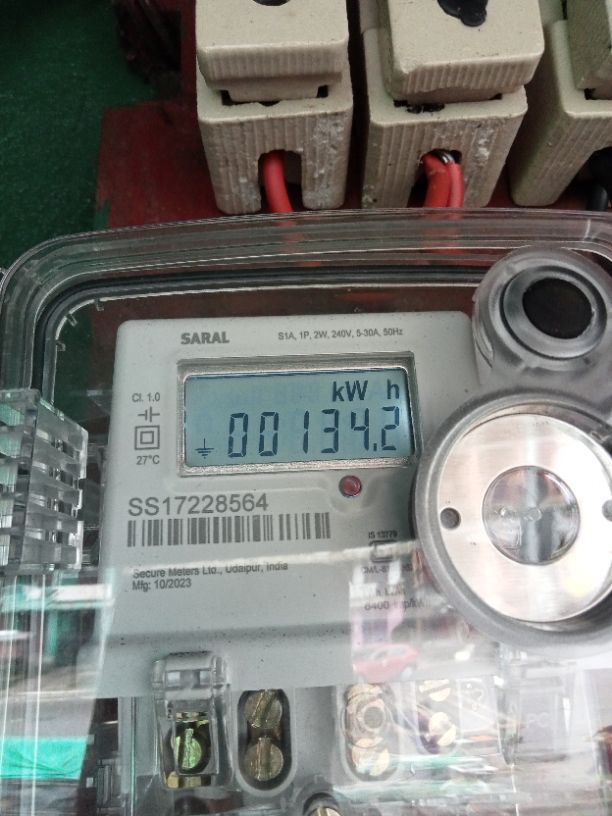 SARAL
S1A, 1P, 2W, 240V, 5-30A, 50Hz
kW h
00134.2
Cl. 1.0
27°C
SS17228564
IS 13779
Secure Meters Ltd., Udaipur, India
Mfg: 10/2023